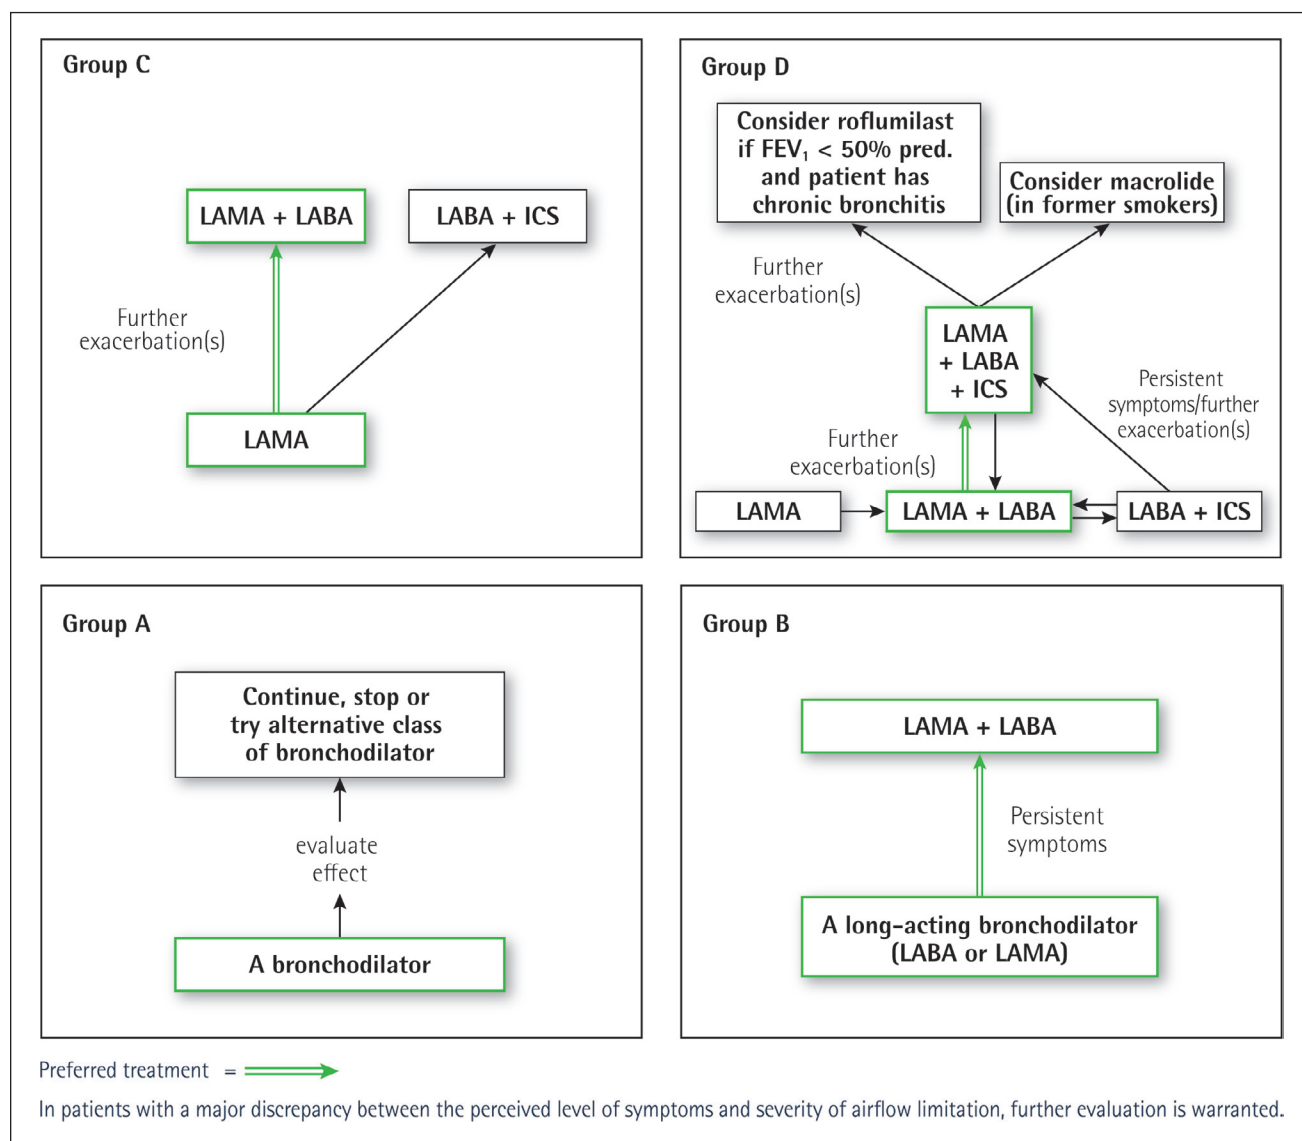 Group C
LAMA + LABA
LABA + ICS
Further
exacerbation(s)
LAMA
Group D
Consider roflumilast
if FEV₁ < 50% pred.
and patient has
chronic bronchitis
Consider macrolide
(in former smokers)
Further
exacerbation(s)
LAMA
+ LABA
+ ICS
Persistent
symptoms/further
exacerbation(s)
Further
exacerbation(s)
LAMA
LAMA + LABA
LABA + ICS
Group A
Continue, stop or
try alternative class
of bronchodilator
evaluate
effect
A bronchodilator
Group B
LAMA + LABA
Persistent
symptoms
A long-acting bronchodilator
(LABA or LAMA)
Preferred treatment =
In patients with a major discrepancy between the perceived level of symptoms and severity of airflow limitation, further evaluation is warranted.